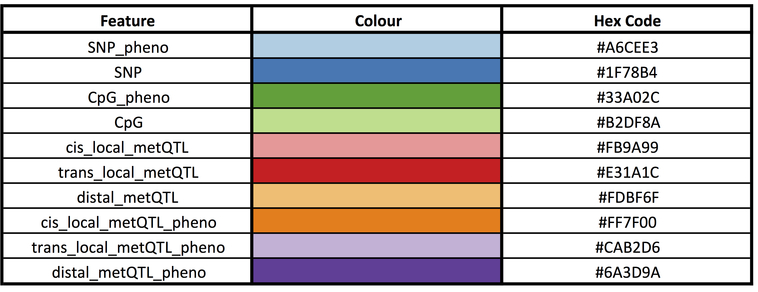 Feature Colour Hex Code
SNP_pheno #A6CEE3
SNP #1F78B4
CpG_pheno #33A02C
CpG #B2DF8A
cis_local_metQTL #FB9A99
trans_local_metQTL #E31A1C
distal_metQTL #FDBF6F
cis_local_metQTL_pheno #FF7F00
trans_local_metQTL_pheno #CAB2D6
distal_metQTL_pheno #6A3D9A